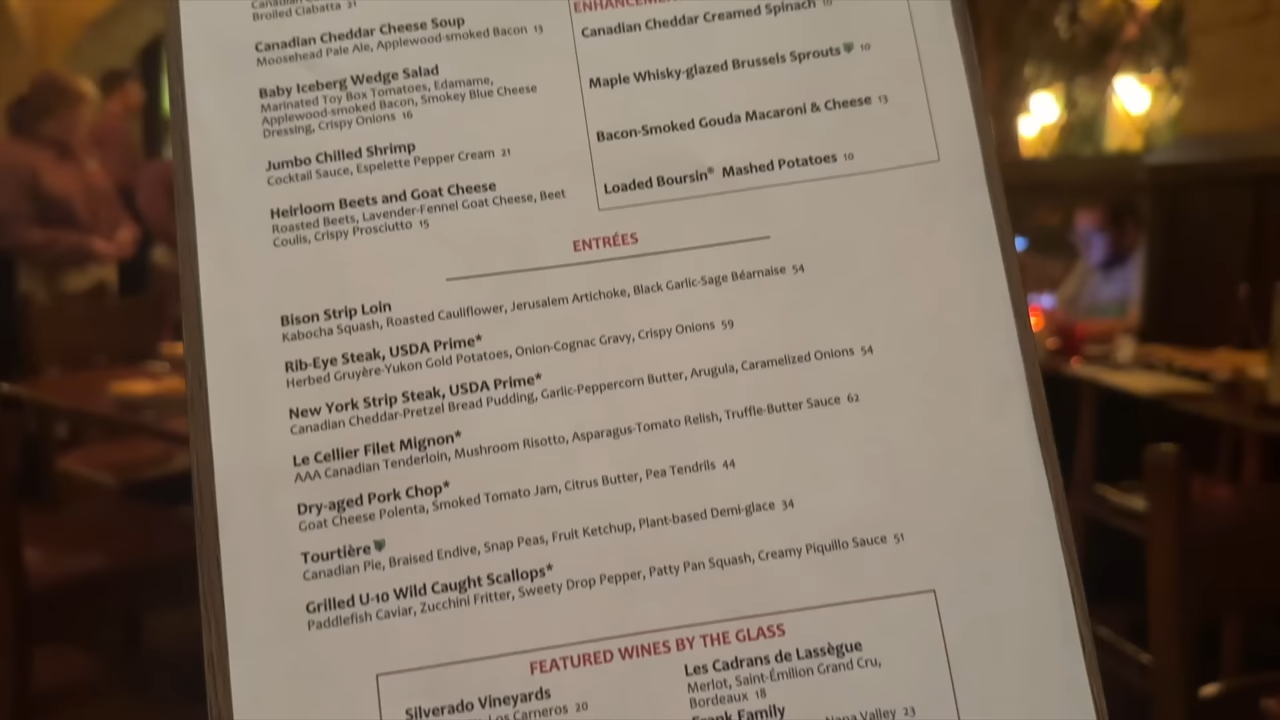 Broiled Ciabatta 21
Canadian Cheddar Cheese Soup
Moosehead Pale Ale, Applewood-smoked Bacon 13
Baby Iceberg Wedge Salad
Marinated Toy Box Tomatoes, Edamame,
Applewood-smoked Bacon, Smokey Blue Cheese
Dressing, Crispy Onions 16
Jumbo Chilled Shrimp
Cocktail Sauce, Espelette Pepper Cream 21
Heirloom Beets and Goat Cheese
Roasted Beets, Lavender-Fennel Goat Cheese, Beet
Coulis, Crispy Prosciutto 15
Canadian Cheddar Creamed Spinach
Maple Whisky-glazed Brussels Sprouts 10
Bacon-Smoked Gouda Macaroni & Cheese 13
Loaded Boursin® Mashed Potatoes 10
ENTRÉES
Bison Strip Loin
Kabocha Squash, Roasted Cauliflower, Jerusalem Artichoke, Black Garlic-Sage Béarnaise 54
Rib-Eye Steak, USDA Prime*
Herbed Gruyère-Yukon Gold Potatoes, Onion-Cognac Gravy, Crispy Onions 59
New York Strip Steak, USDA Prime*
Canadian Cheddar-Pretzel Bread Pudding, Garlic-Peppercorn Butter, Arugula, Caramelized Onions 54
Le Cellier Filet Mignon*
AAA Canadian Tenderloin, Mushroom Risotto, Asparagus-Tomato Relish, Truffle-Butter Sauce 62
Dry-aged Pork Chop*
Goat Cheese Polenta, Smoked Tomato Jam, Citrus Butter, Pea Tendrils 44
Tourtière
Canadian Pie, Braised Endive, Snap Peas, Fruit Ketchup, Plant-based Demi-glace 34
Grilled U-10 Wild Caught Scallops*
Paddlefish Caviar, Zucchini Fritter, Sweety Drop Pepper, Patty Pan Squash, Creamy Piquillo Sauce 51
FEATURED WINES BY THE GLASS
Silverado Vineyards
Los Carneros 20
Les Cadrans de Lassègue
Merlot, Saint-Émilion Grand Cru,
Bordeaux 18
Frank Family
Napa Valley 23